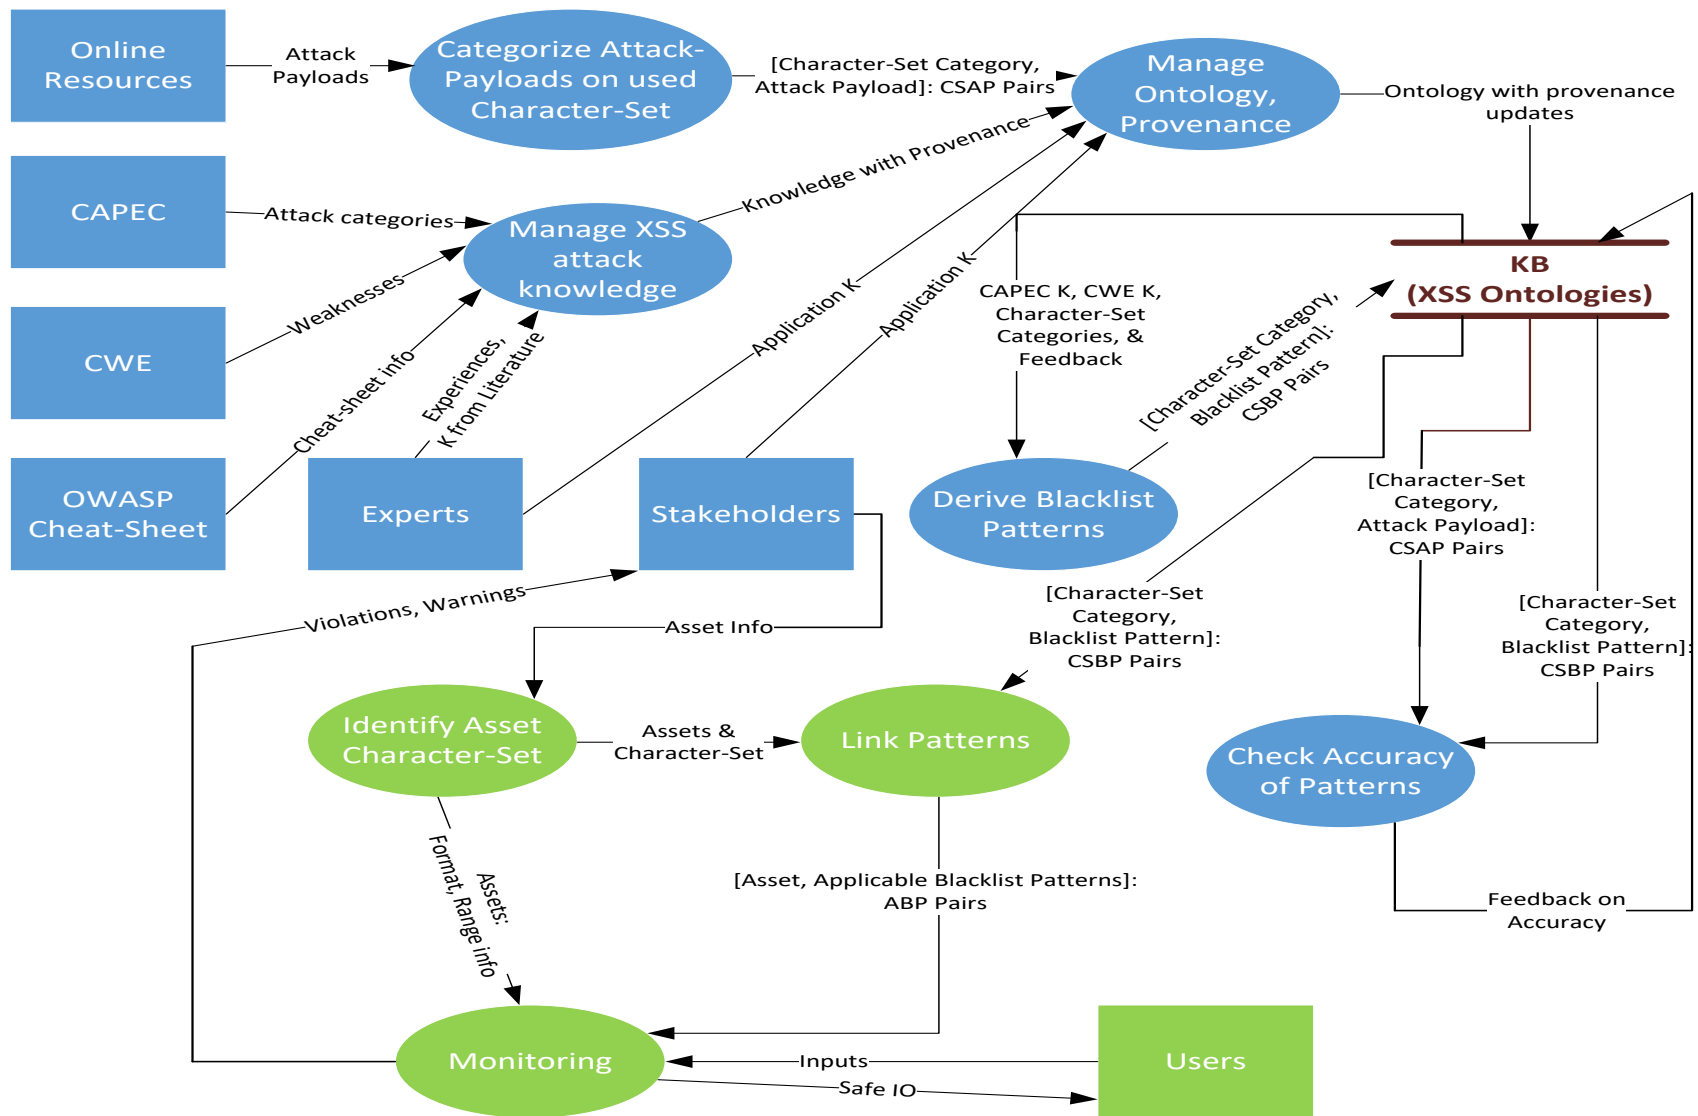 Online
Resources
Attack
Payloads
Categorize Attack-
Payloads on used
Character-Set
[Character-Set Category,
Attack Payload]: CSAP Pairs
Manage
Ontology,
Provenance
Ontology with provenance
updates
CAPEC
Attack categories
Manage XSS
attack
knowledge
Knowledge with Provenance
KB
(XSS Ontologies)
CWE
Weaknesses
Cheat-sheet info
Experiences,
K from Literature
Application K
Application K
CAPEC K, CWE K,
Character-Set
Categories, &
Feedback
[Character-Set Category,
Blacklist Pattern]:
CSBP Pairs
OWASP
Cheat-Sheet
Experts
Stakeholders
Derive Blacklist
Patterns
[Character-Set
Category,
Attack Payload]:
CSAP Pairs
Violations, Warnings
Asset Info
[Character-Set
Category,
Blacklist Pattern]:
CSBP Pairs
[Character-Set
Category,
Blacklist Pattern]:
CSBP Pairs
Identify Asset
Character-Set
Assets &
Character-Set
Link Patterns
Check Accuracy
of Patterns
Assets:
Format, Range info
[Asset, Applicable Blacklist Patterns]:
ABP Pairs
Feedback on
Accuracy
Monitoring
Inputs
Safe IO
Users